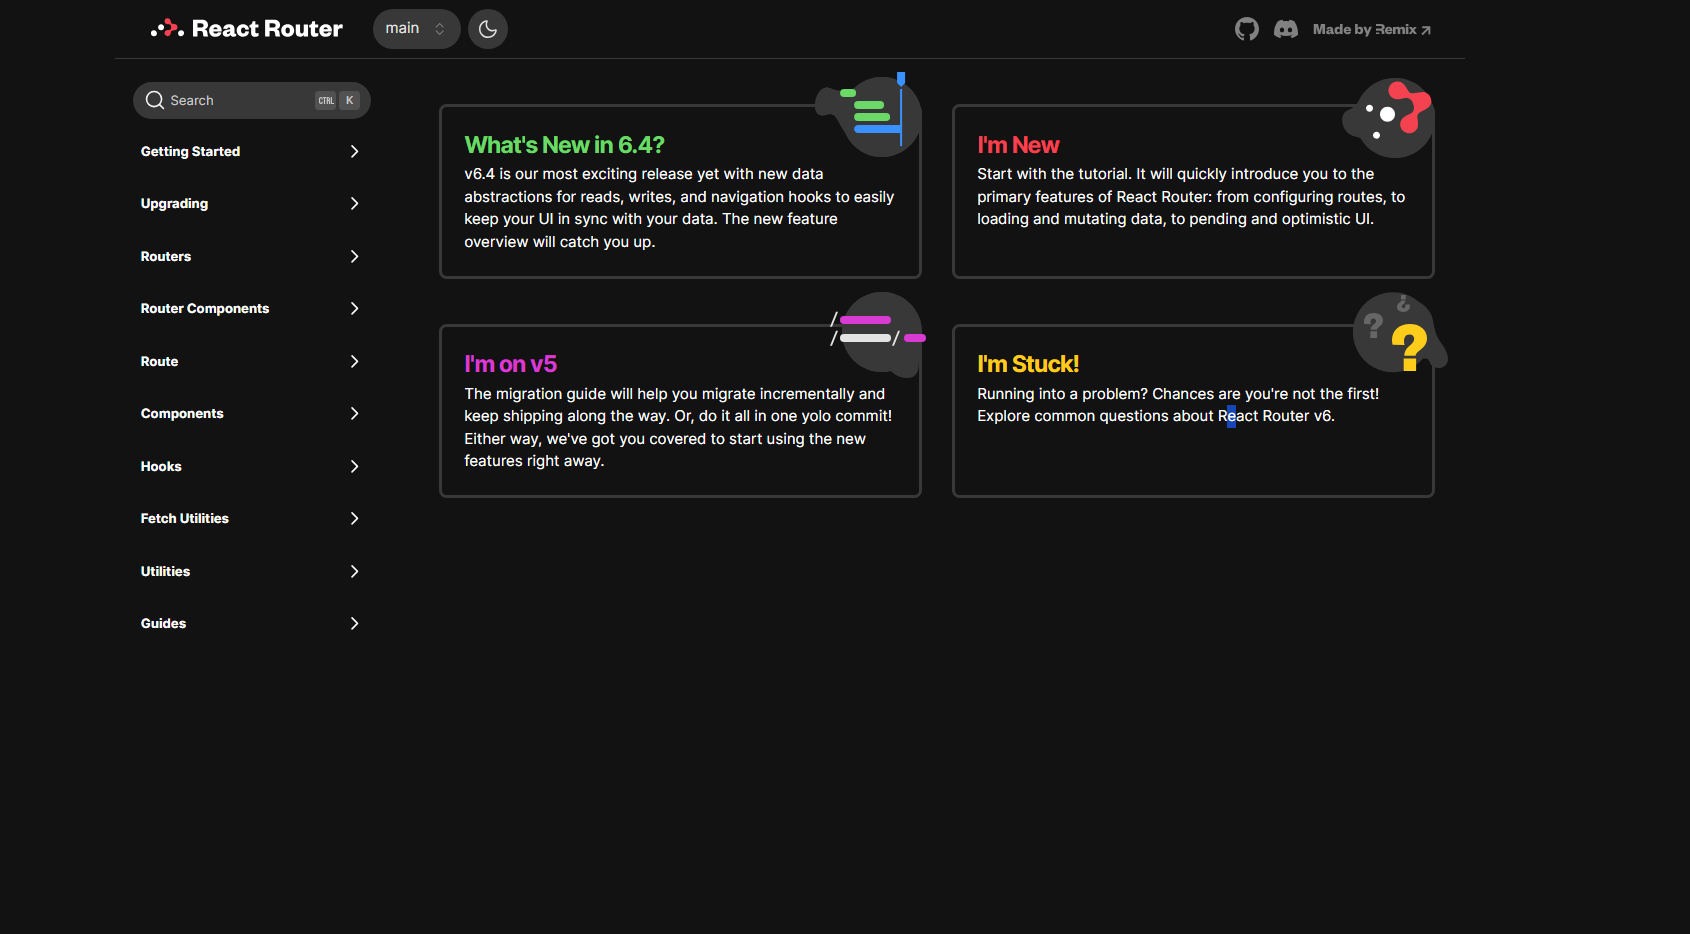 React Router
main
Made by Remix
Search
CTRL K
Getting Started
Upgrading
Routers
Router Components
Route
Components
Hooks
Fetch Utilities
Utilities
Guides
What's New in 6.4?
v6.4 is our most exciting release yet with new data
abstractions for reads, writes, and navigation hooks to easily
keep your UI in sync with your data. The new feature
overview will catch you up.
I'm New
Start with the tutorial. It will quickly introduce you to the
primary features of React Router: from configuring routes, to
loading and mutating data, to pending and optimistic UI.
I'm on v5
The migration guide will help you migrate incrementally and
keep shipping along the way. Or, do it all in one yolo commit!
Either way, we've got you covered to start using the new
features right away.
I'm Stuck!
Running into a problem? Chances are you're not the first!
Explore common questions about React Router v6.